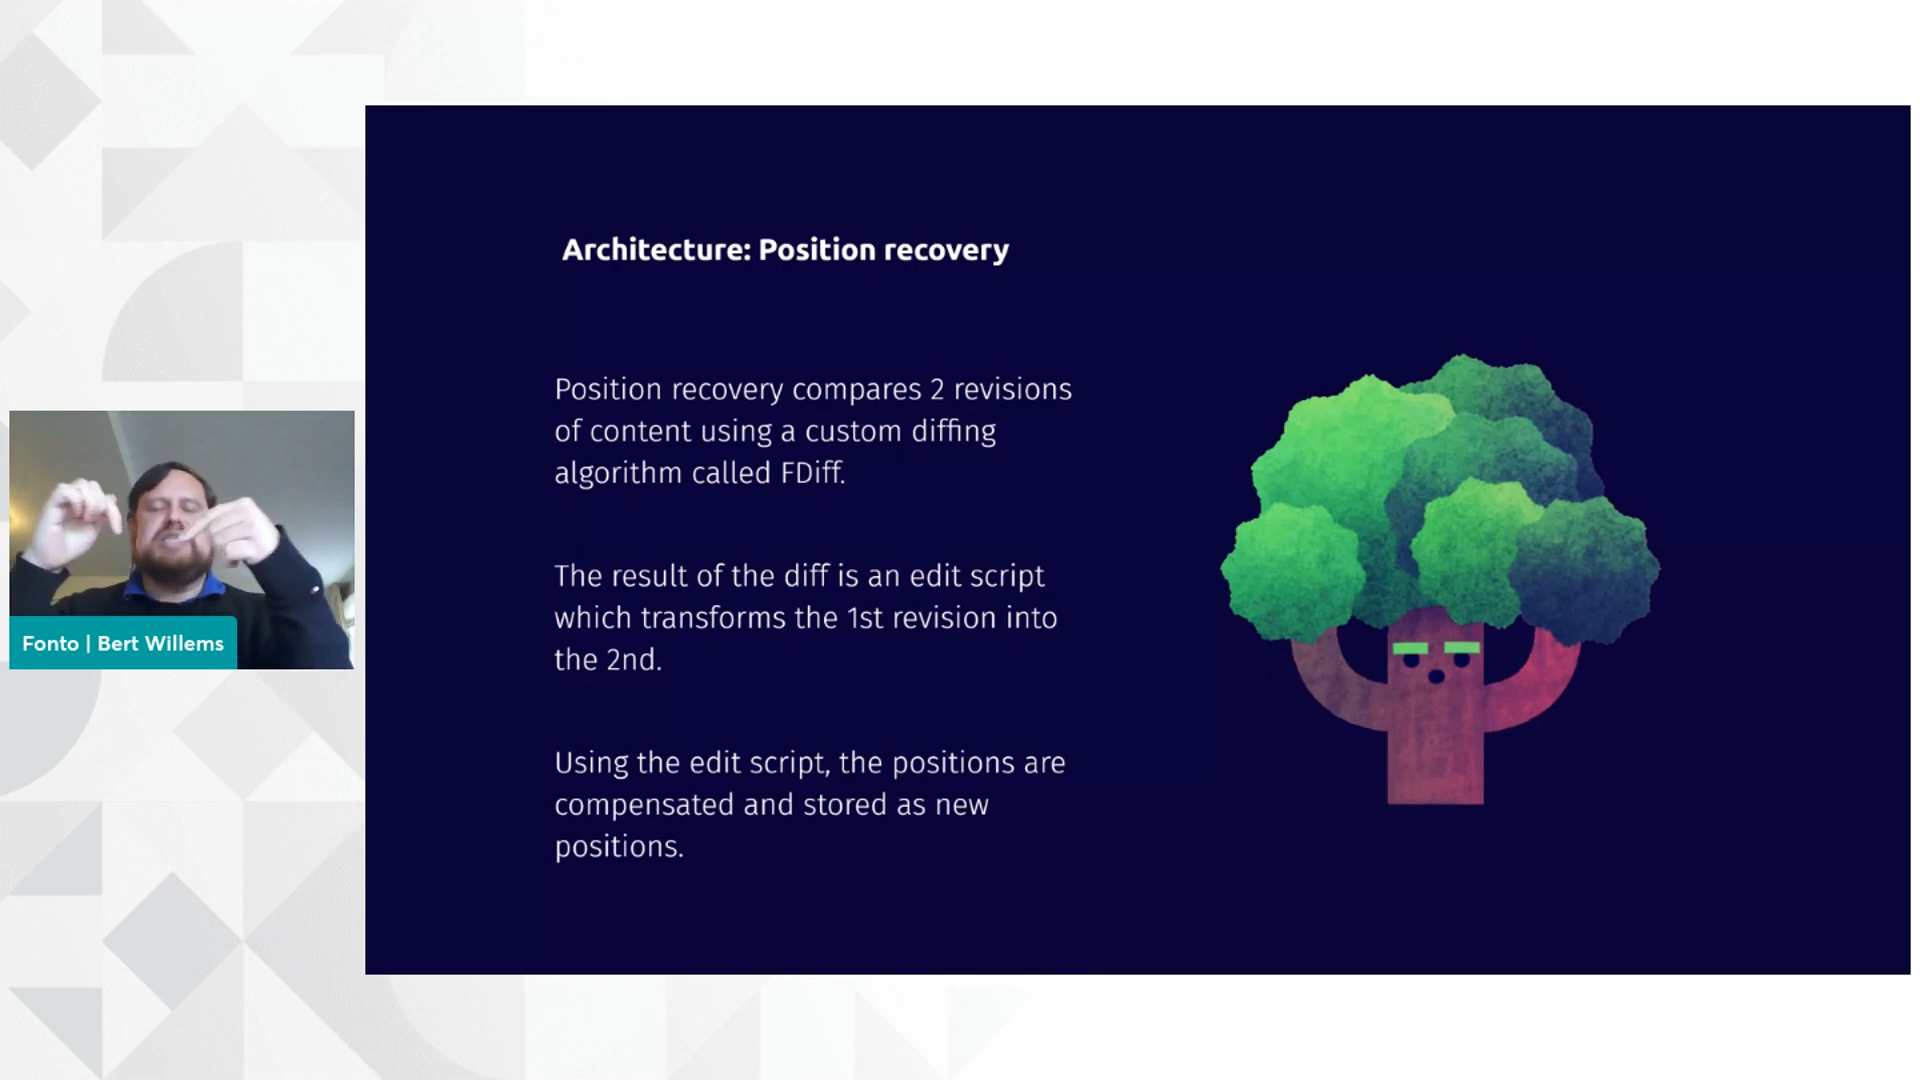 Architecture: Position recovery
Position recovery compares 2 revisions
of content using a custom diffing
algorithm called FDiff.
The result of the diff is an edit script
which transforms the 1st revision into
the 2nd.
Using the edit script, the positions are
compensated and stored as new
positions.
Fonto | Bert Willems